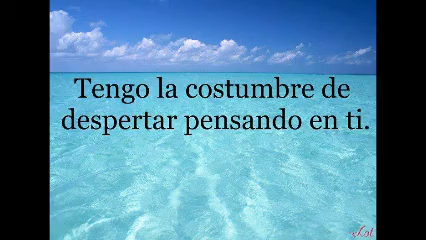 Tengo la costumbre de
despertar pensando en ti.